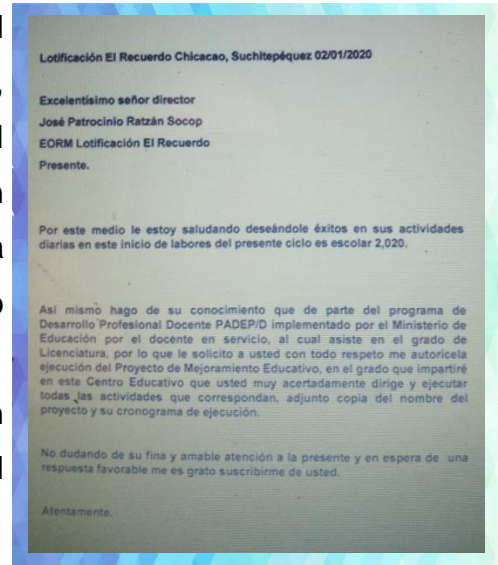 Lotificación El Recuerdo Chicacao, Suchitepéquez 02/01/2020
Excelentísimo señor director
José Patrocinio Ratzán Socop
EORM Lotificación El Recuerdo
Presente.
Por este medio le estoy saludando deseándole éxitos en sus actividades
diarias en este inicio de labores del presente ciclo es escolar 2,020.
Asi mismo hago de su conocimiento que de parte del programa de
Desarrollo Profesional Docente PADEP/D implementado por el Ministerio de
Educación por el docente en servicio, al cual asiste en el grado de
Licenciatura, por lo que le solicito a usted con todo respeto me autoricela
ejecución del Proyecto de Mejoramiento Educativo, en el grado que impartiré
en este Centro Educativo que usted muy acertadamente dirige y ejecutar
todas las actividades que correspondan, adjunto copia del nombre del
proyecto y su cronograma de ejecución.
No dudando de su fina y amable atención a la presente y en espera de una
respuesta favorable me es grato suscribirme de usted.
Atentamente.